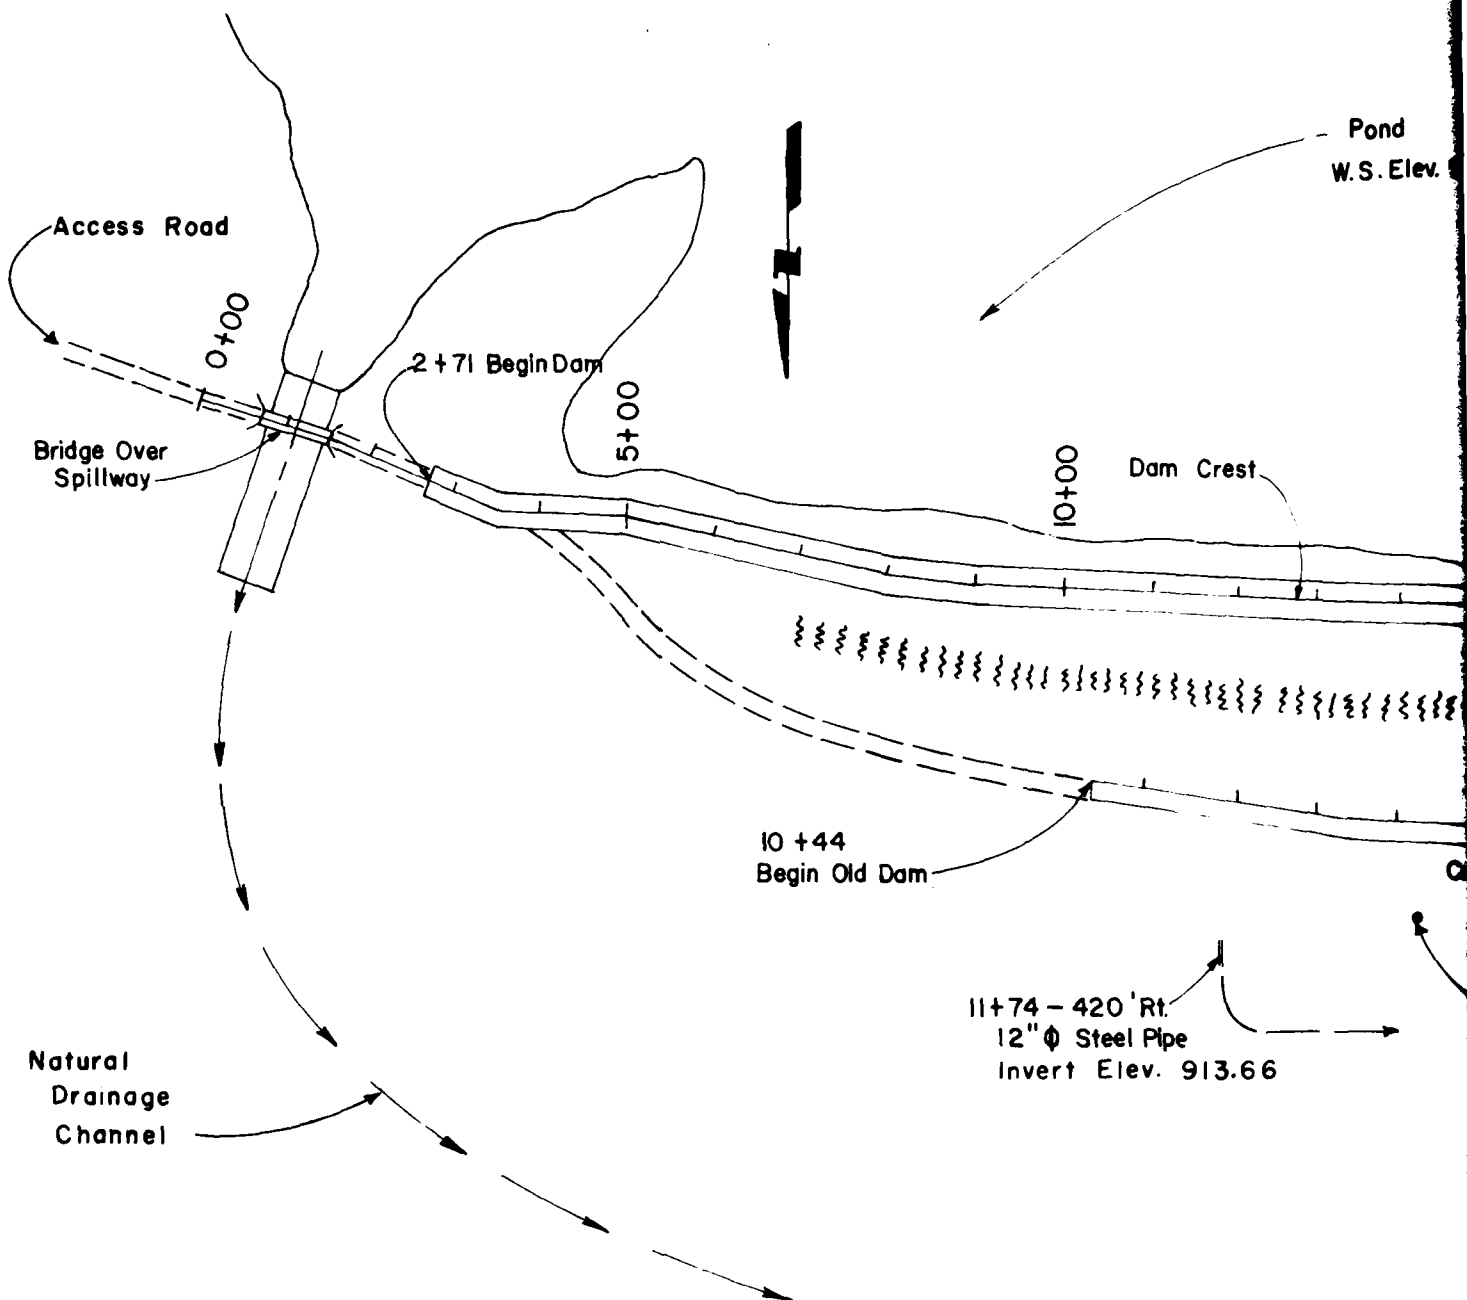 Pond
W.S. Elev.
Access Road
0+00
2+71 Begin Dam
5+00
Bridge Over
Spillway
10+00
Dam Crest
10+44
Begin Old Dam
11+74 - 420' Rt.
12" ϕ Steel Pipe
Invert Elev. 913.66
Natural
Drainage
Channel